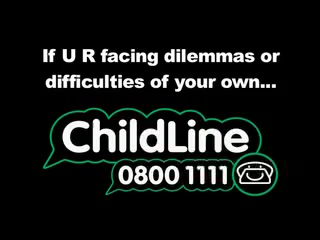 If U R facing dilemmas or
difficulties of your own...
ChildLine
0800 1111